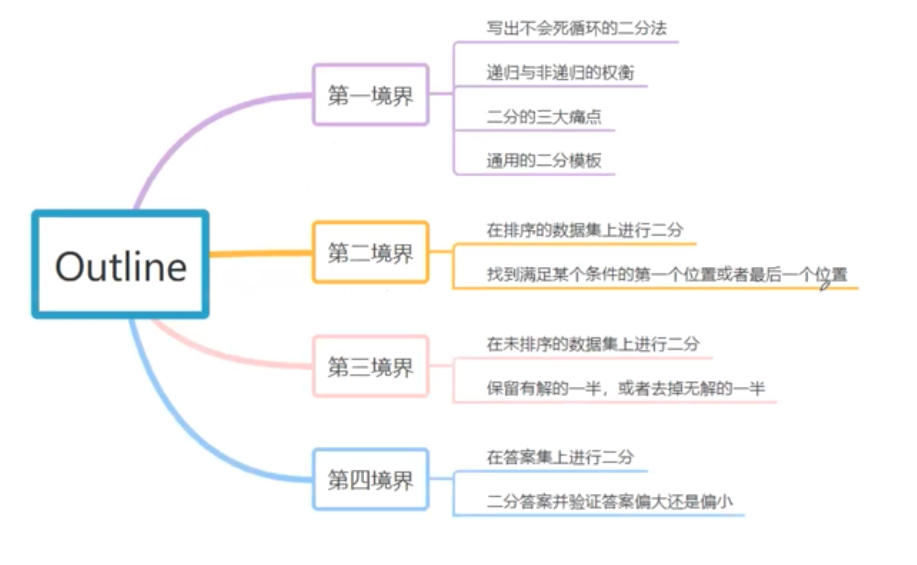 Outline
第一境界
写出不会死循环的二分法
递归与非递归的权衡
二分的三大痛点
通用的二分模板
第二境界
在排序的数据集上进行二分
找到满足某个条件的第一个位置或者最后一个位置
第三境界
在未排序的数据集上进行二分
保留有解的一半，或者去掉无解的一半
第四境界
在答案集上进行二分
二分答案并验证答案偏大还是偏小